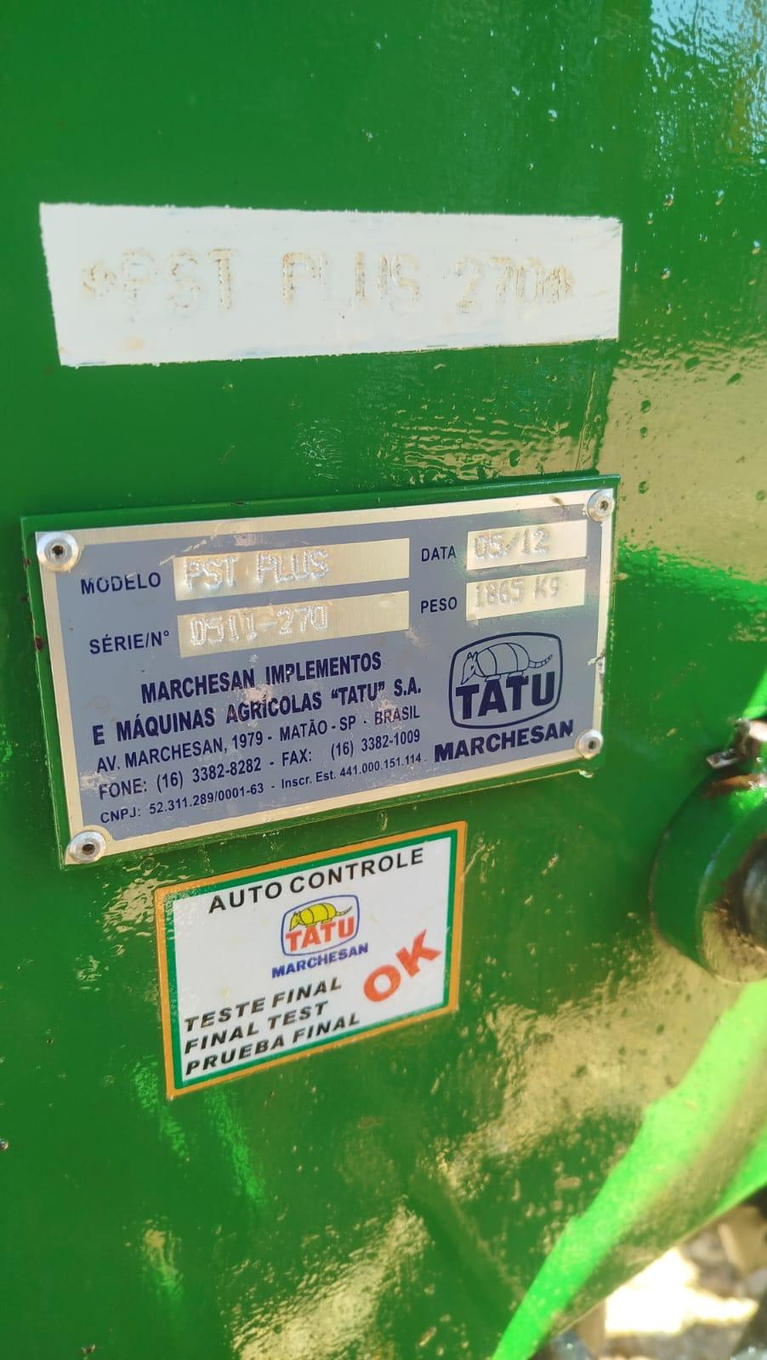 *PST PLUS 270*
MODELO PST PLUS
DATA 05/12
SÉRIE/Nº 0511-270
PESO 1865 Kg
MARCHESAN IMPLEMENTOS
E MÁQUINAS AGRÍCOLAS "TATU" S.A.
AV. MARCHESAN, 1979 - MATÃO - SP - BRASIL
FONE: (16) 3382-8282 - FAX: (16) 3382-1009
CNPJ: 52.311.289/0001-63 - Inscr. Est. 441.000.151.114
TATU
MARCHESAN
AUTO CONTROLE
TATU
MARCHESAN
OK
TESTE FINAL
FINAL TEST
PRUEBA FINAL